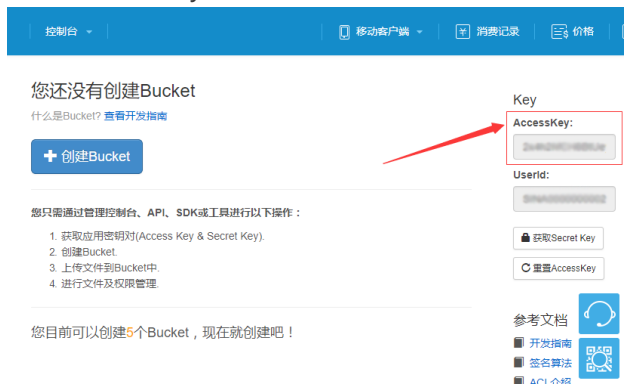 控制台
移动客户端
消费记录
价格
您还没有创建Bucket
什么是Bucket? 查看开发指南
创建Bucket
您只需通过管理控制台、API、SDK或工具进行以下操作：
1. 获取应用密钥对(Access Key & Secret Key).
2. 创建Bucket.
3. 上传文件到Bucket中.
4. 进行文件及权限管理.
您目前可以创建5个Bucket，现在就创建吧！
Key
AccessKey:
UserId:
获取Secret Key
重置AccessKey
参考文档
开发指南
签名算法
ACL介绍